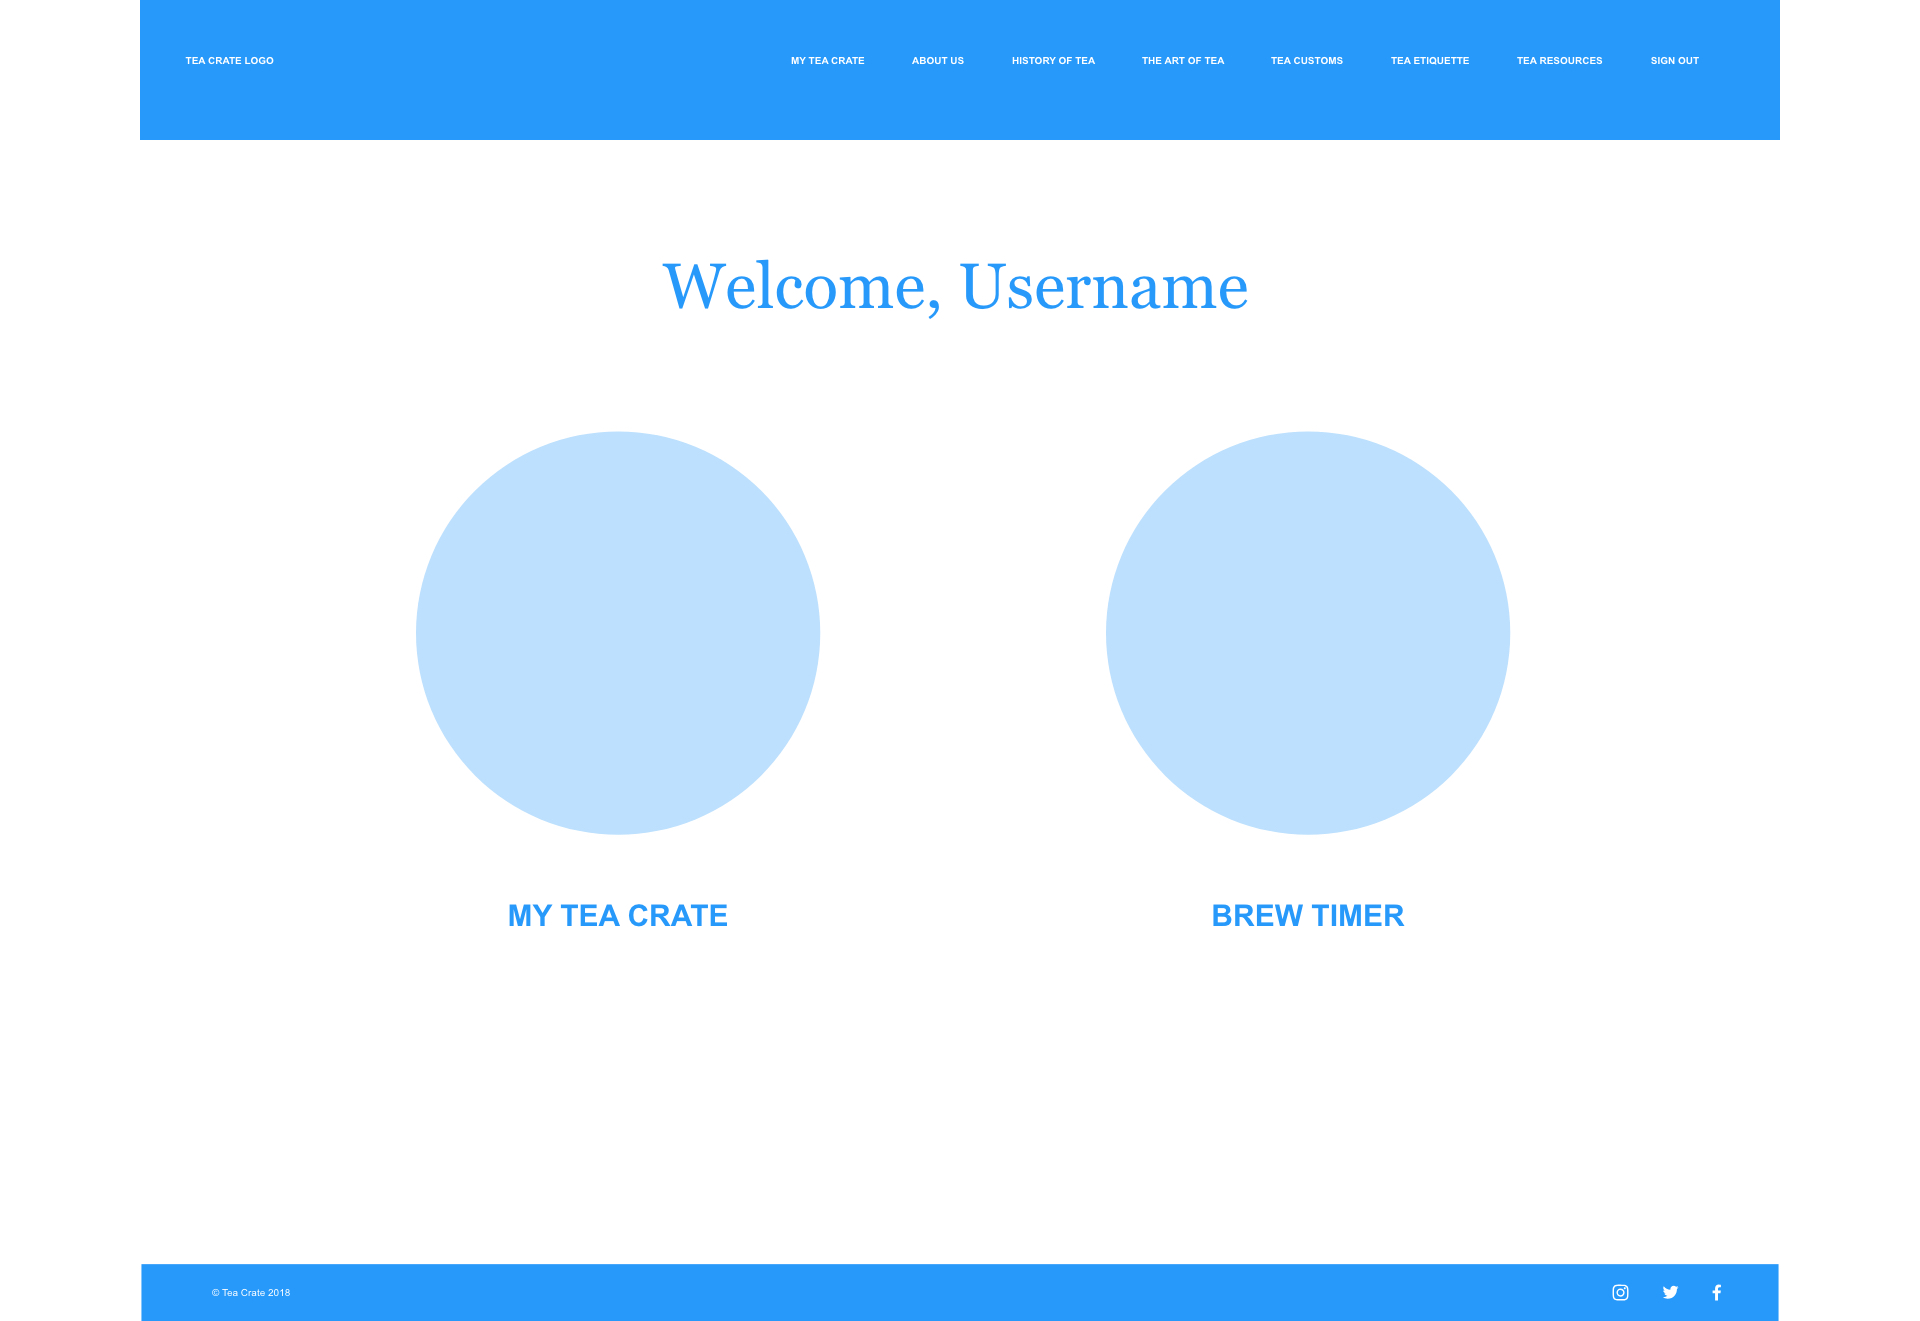 TEA CRATE LOGO
MY TEA CRATE ABOUT US HISTORY OF TEA THE ART OF TEA TEA CUSTOMS TEA ETIQUETTE TEA RESOURCES SIGN OUT
Welcome, Username
MY TEA CRATE
BREW TIMER
© Tea Crate 2018